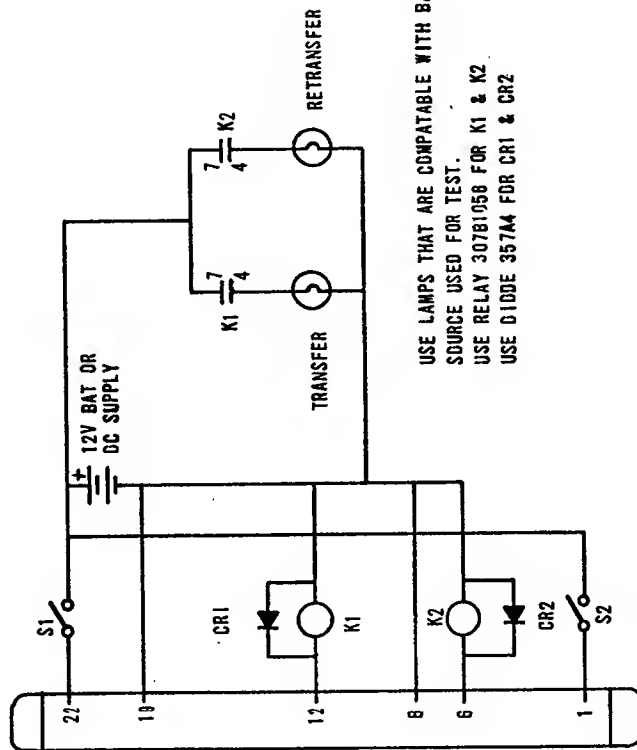 S1
22
+ 12V BAT OR
DC SUPPLY
19
7
K1
4
7
K2
4
TRANSFER
RETRANSFER
CR1
12
K1
8
6
K2
CR2
1
S2
USE LAMPS THAT ARE COMPATABLE WITH
SOURCE USED FOR TEST.
USE RELAY 307B1058 FOR K1 & K2
USE DIODE 357A4 FOR CR1 & CR2